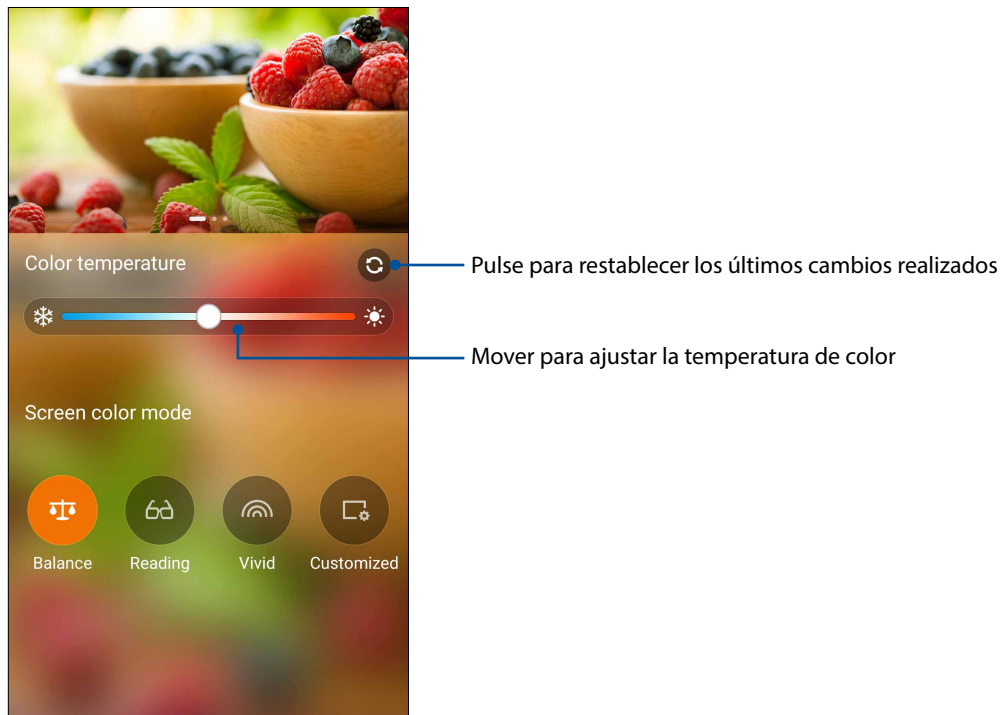 Color temperature
Pulse para restablecer los últimos cambios realizados
Mover para ajustar la temperatura de color
Screen color mode
Balance
Reading
Vivid
Customized